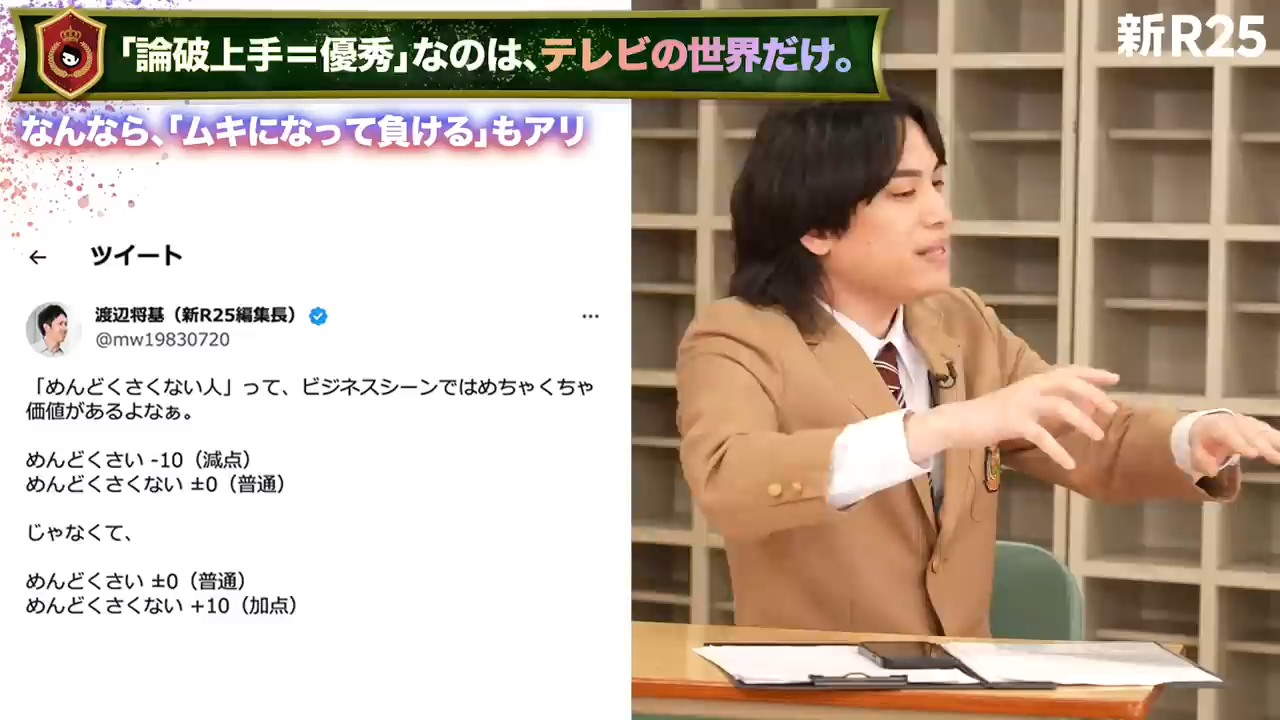 「論破上手＝優秀」なのは、テレビの世界だけ。
新R25
なんなら、「ムキになって負ける」もアリ
← ツイート
渡辺将基（新R25編集長）
@mw19830720
「めんどくさくない人」って、ビジネスシーンではめちゃくちゃ
価値があるよなぁ。
めんどくさい -10（減点）
めんどくさくない ±0（普通）
じゃなくて、
めんどくさい ±0（普通）
めんどくさくない +10（加点）